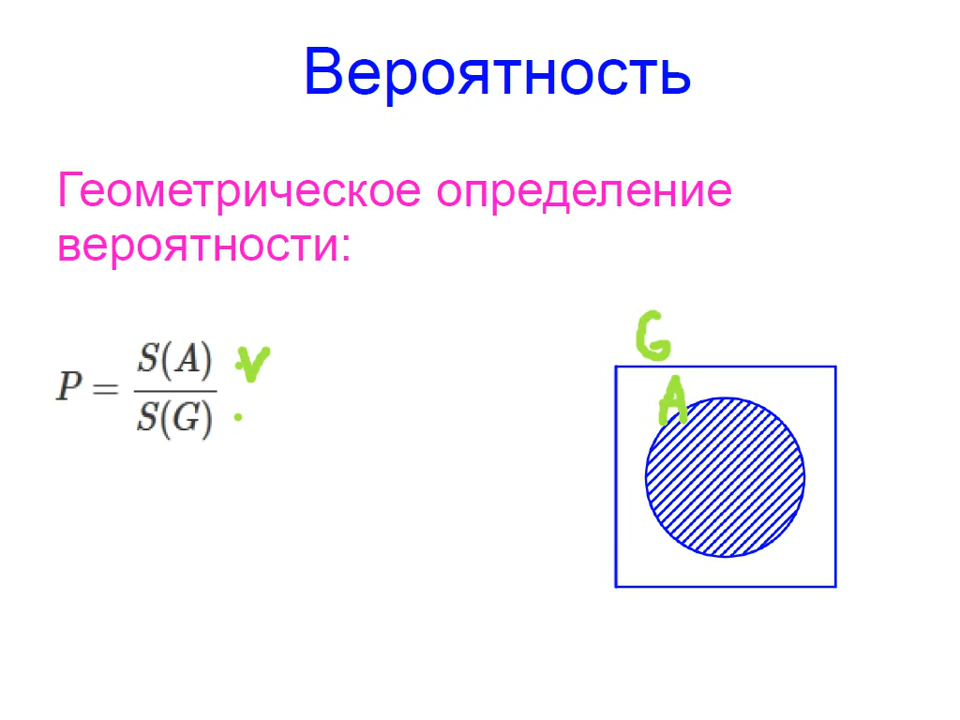 Вероятность
Геометрическое определение
вероятности:
P = S(A) / S(G)
V
G
A